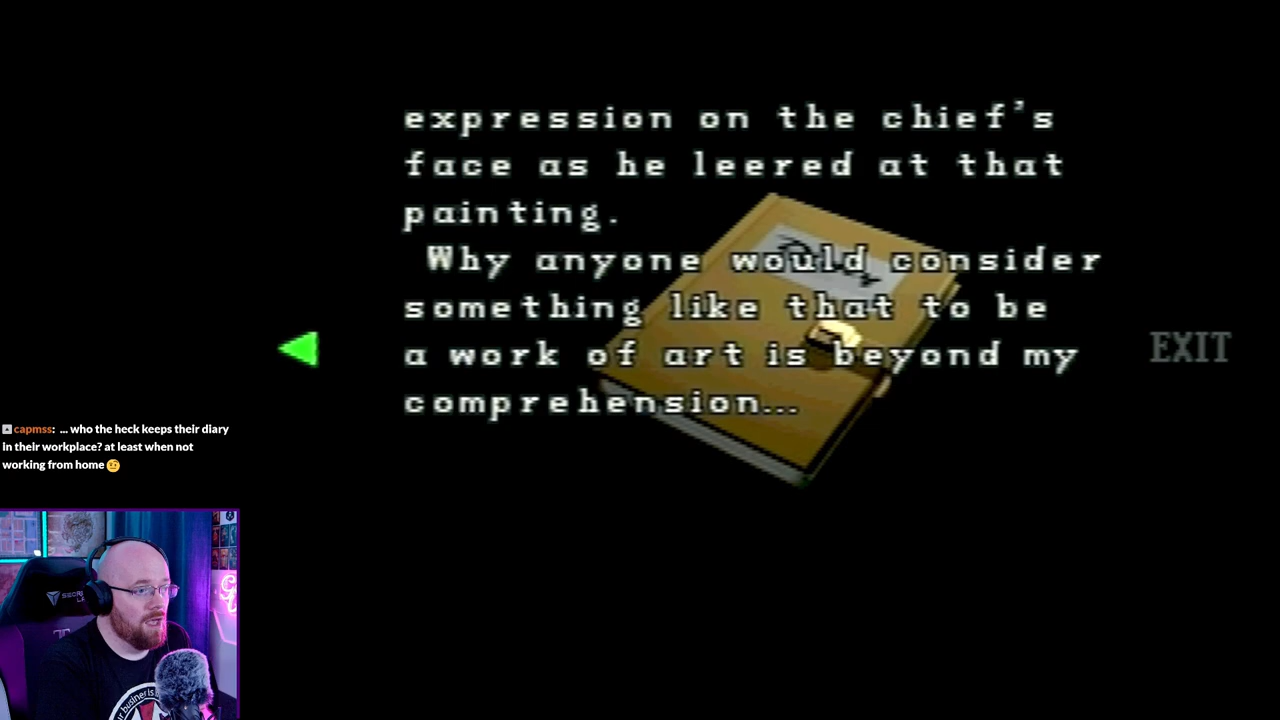 expression on the chief's
face as he leered at that
painting.
Why anyone would consider
something like that to be
a work of art is beyond my
comprehension...
EXIT
capmss: ... who the heck keeps their diary
in their workplace? at least when not
working from home